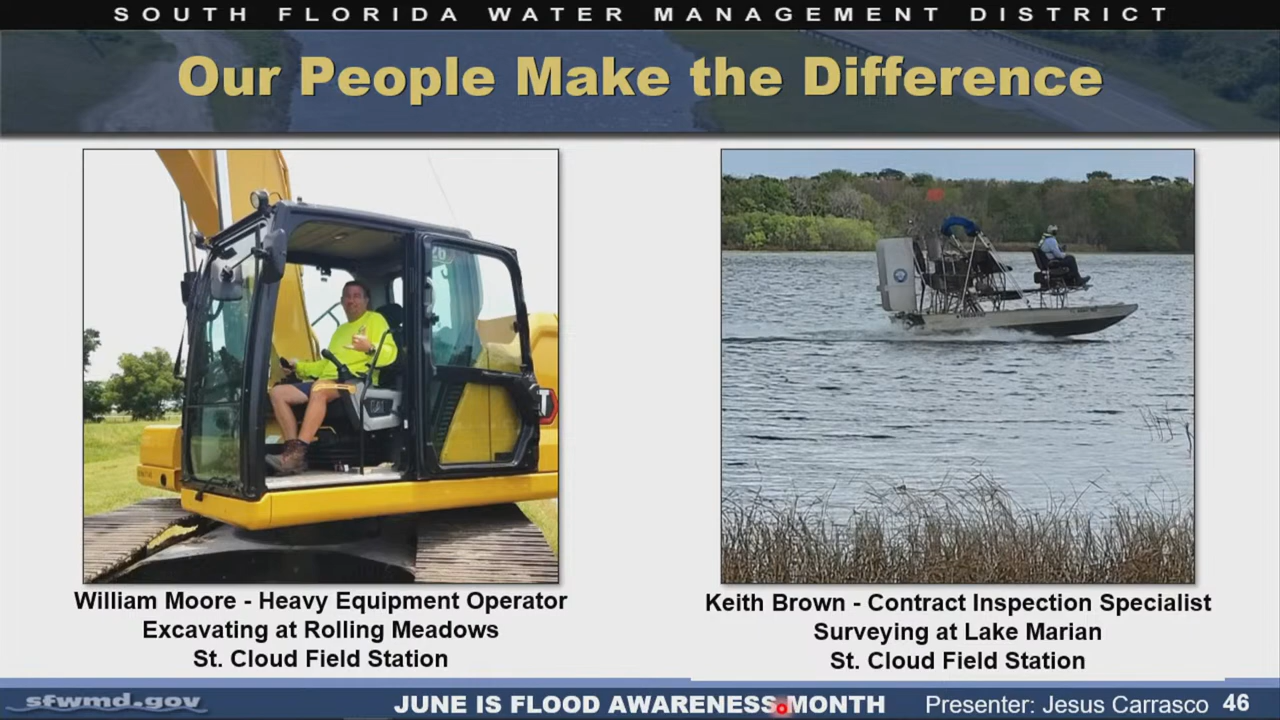 SOUTH FLORIDA WATER MANAGEMENT DISTRICT
Our People Make the Difference
William Moore - Heavy Equipment Operator
Excavating at Rolling Meadows
St. Cloud Field Station
Keith Brown - Contract Inspection Specialist
Surveying at Lake Marian
St. Cloud Field Station
sfwmd.gov
JUNE IS FLOOD AWARENESS MONTH
Presenter: Jesus Carrasco 46